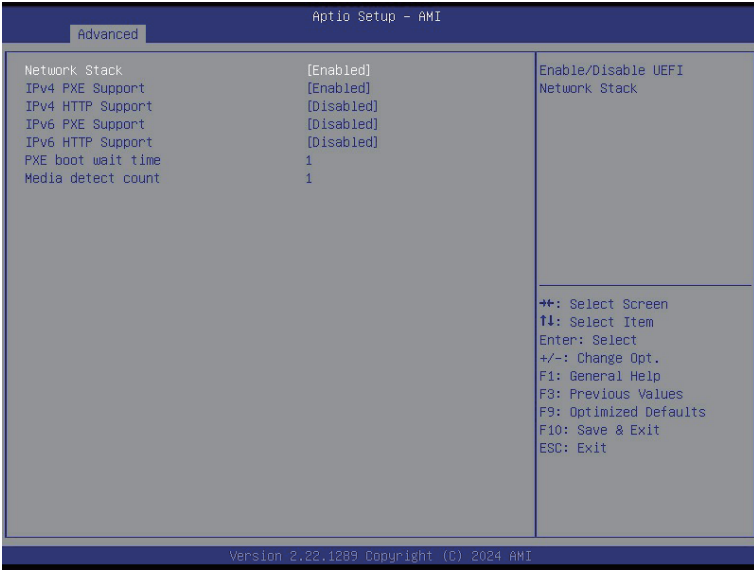 Aptio Setup – AMI
Advanced
Network Stack [Enabled]
IPv4 PXE Support [Enabled]
IPv4 HTTP Support [Disabled]
IPv6 PXE Support [Disabled]
IPv6 HTTP Support [Disabled]
PXE boot wait time 1
Media detect count 1
Enable/Disable UEFI
Network Stack
→←: Select Screen
↑↓: Select Item
Enter: Select
+/-: Change Opt.
F1: General Help
F3: Previous Values
F9: Optimized Defaults
F10: Save & Exit
ESC: Exit
Version 2.22.1289 Copyright (C) 2024 AMI